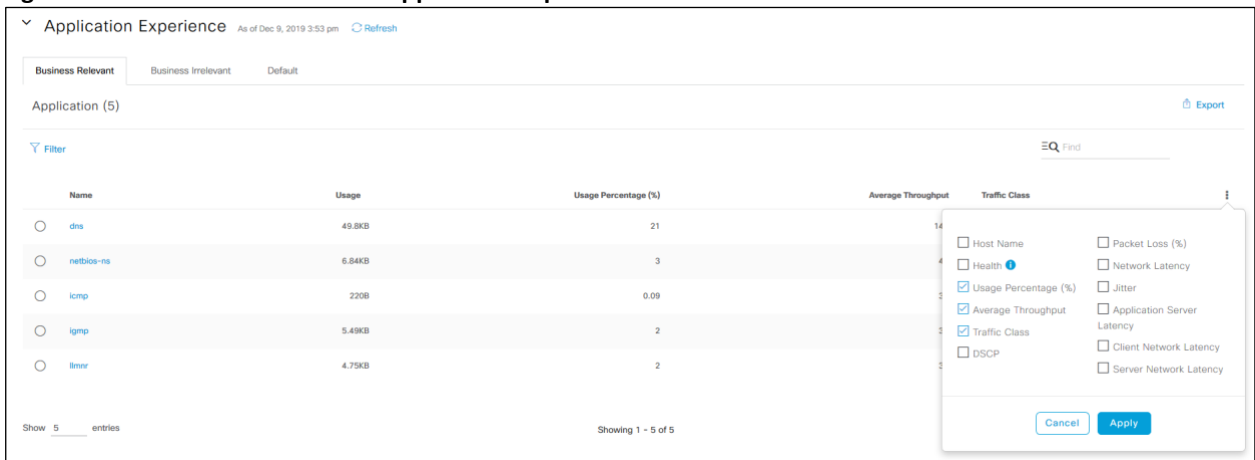 Application Experience As of Dec 9, 2019 3:53 pm Refresh
Business Relevant Business Irrelevant Default
Application (5) Export
Filter Find
Name Usage Usage Percentage (%) Average Throughput Traffic Class
dns 49.8KB 21 14
netbios-ns 6.84KB 3
icmp 220B 0.09
igmp 5.49KB 2
llmnr 4.75KB 2
Host Name
Health
Usage Percentage (%)
Average Throughput
Traffic Class
DSCP
Packet Loss (%)
Network Latency
Jitter
Application Server
Latency
Client Network Latency
Server Network Latency
Cancel Apply
Show 5 entries Showing 1 - 5 of 5